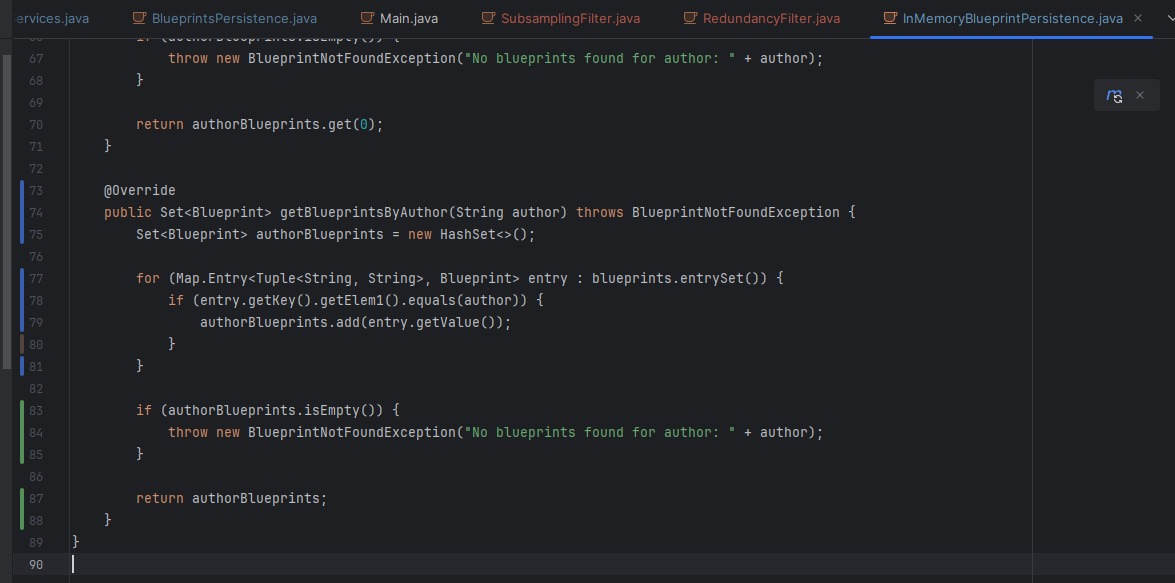 ervices.java BlueprintsPersistence.java Main.java SubsamplingFilter.java RedundancyFilter.java InMemoryBlueprintPersistence.java
66 if (authorBlueprints.isEmpty()) {
67 throw new BlueprintNotFoundException("No blueprints found for author: " + author);
68 }
69
70 return authorBlueprints.get(0);
71 }
72
73 @Override
74 public Set<Blueprint> getBlueprintsByAuthor(String author) throws BlueprintNotFoundException {
75 Set<Blueprint> authorBlueprints = new HashSet<>();
76
77 for (Map.Entry<Tuple<String, String>, Blueprint> entry : blueprints.entrySet()) {
78 if (entry.getKey().getElem1().equals(author)) {
79 authorBlueprints.add(entry.getValue());
80 }
81 }
82
83 if (authorBlueprints.isEmpty()) {
84 throw new BlueprintNotFoundException("No blueprints found for author: " + author);
85 }
86
87 return authorBlueprints;
88 }
89 }
90